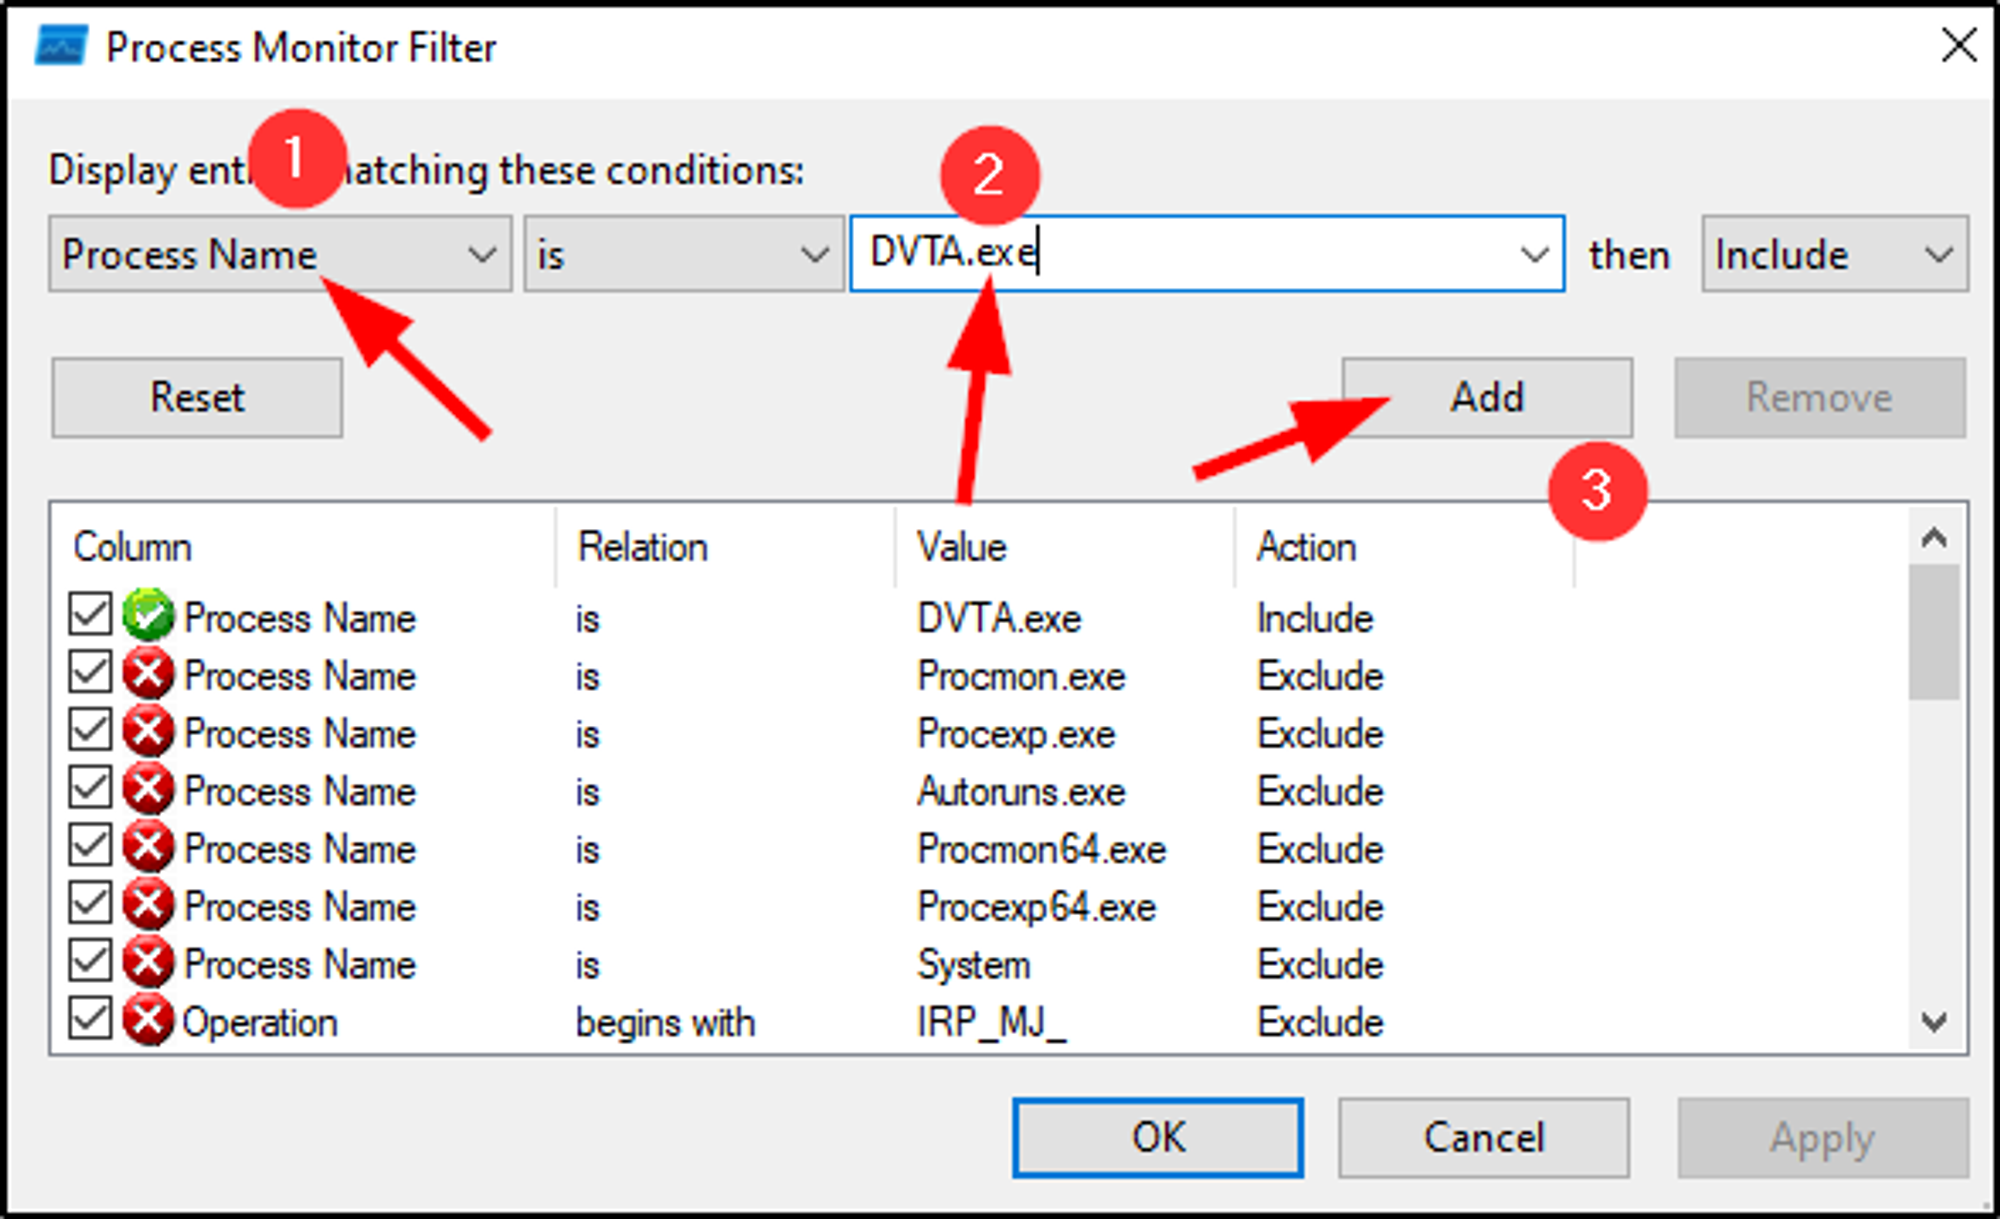 Process Monitor Filter
1
2
Display ent atching these conditions:
Process Name is DVTA.exe then Include
Reset Add Remove
3
Column Relation Value Action
Process Name is DVTA.exe Include
Process Name is Procmon.exe Exclude
Process Name is Procexp.exe Exclude
Process Name is Autoruns.exe Exclude
Process Name is Procmon64.exe Exclude
Process Name is Procexp64.exe Exclude
Process Name is System Exclude
Operation begins with IRP_MJ_ Exclude
OK Cancel Apply